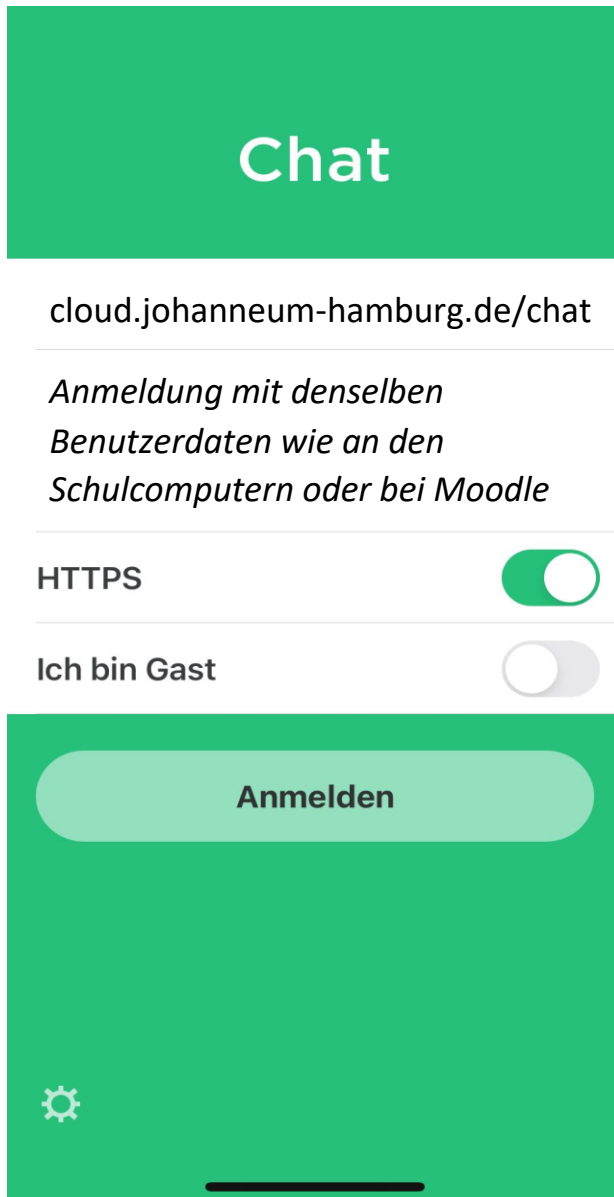 Chat
cloud.johanneum-hamburg.de/chat
Anmeldung mit denselben
Benutzerdaten wie an den
Schulcomputern oder bei Moodle
HTTPS
Ich bin Gast
Anmelden